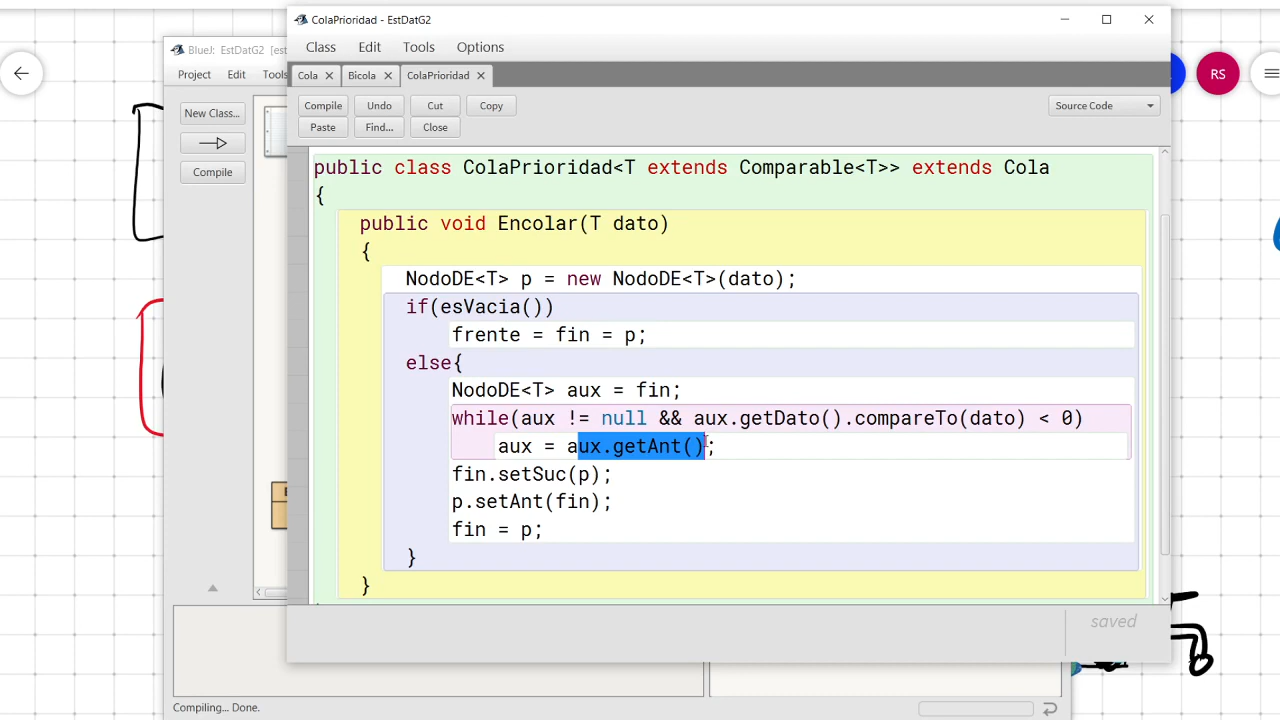 ColaPrioridad - EstDatG2
Class Edit Tools Options
Cola Bicola ColaPrioridad
Compile Undo Cut Copy
Paste Find... Close
Source Code
public class ColaPrioridad<T extends Comparable<T>> extends Cola
{
public void Encolar(T dato)
{
NodoDE<T> p = new NodoDE<T>(dato);
if(esVacia())
frente = fin = p;
else{
NodoDE<T> aux = fin;
while(aux != null && aux.getDato().compareTo(dato) < 0)
aux = aux.getAnt();
fin.setSuc(p);
p.setAnt(fin);
fin = p;
}
}
saved
BlueJ: EstDatG2
Project Edit Tools
New Class...
Compile
Compiling... Done.
RS